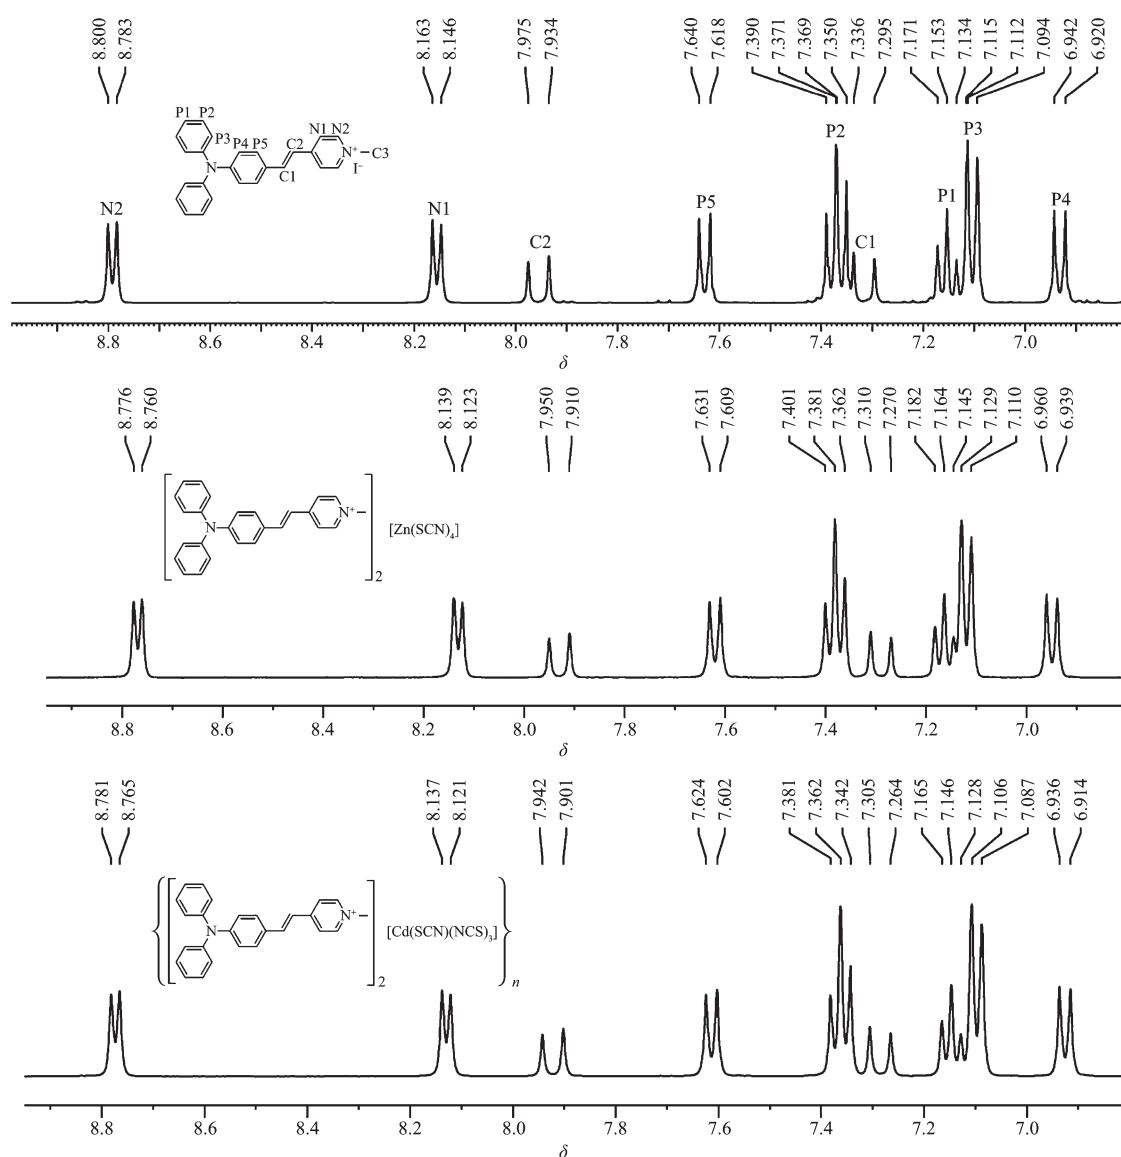 8.800 8.783 8.163 8.146 7.975 7.934 7.640 7.618 7.390 7.371 7.369 7.350 7.336 7.295 7.171 7.153 7.134 7.115 7.112 7.094 6.942 6.920
P1 P2
P3 P4 P5 C2 N1 N2
N N⁺ C3
C1 I⁻
N2 N1 C2 P5 P2 C1 P1 P3 P4
8.8 8.6 8.4 8.2 8.0 7.8 7.6 7.4 7.2 7.0
δ
8.776 8.760 8.139 8.123 7.950 7.910 7.631 7.609 7.401 7.381 7.362 7.310 7.270 7.182 7.164 7.145 7.129 7.110 6.960 6.939
N N⁺ [Zn(SCN)₄]
2
8.8 8.6 8.4 8.2 8.0 7.8 7.6 7.4 7.2 7.0
δ
8.781 8.765 8.137 8.121 7.942 7.901 7.624 7.602 7.381 7.362 7.342 7.305 7.264 7.165 7.146 7.128 7.106 7.087 6.936 6.914
N N⁺ [Cd(SCN)(NCS)₃]
2 n
8.8 8.6 8.4 8.2 8.0 7.8 7.6 7.4 7.2 7.0
δ